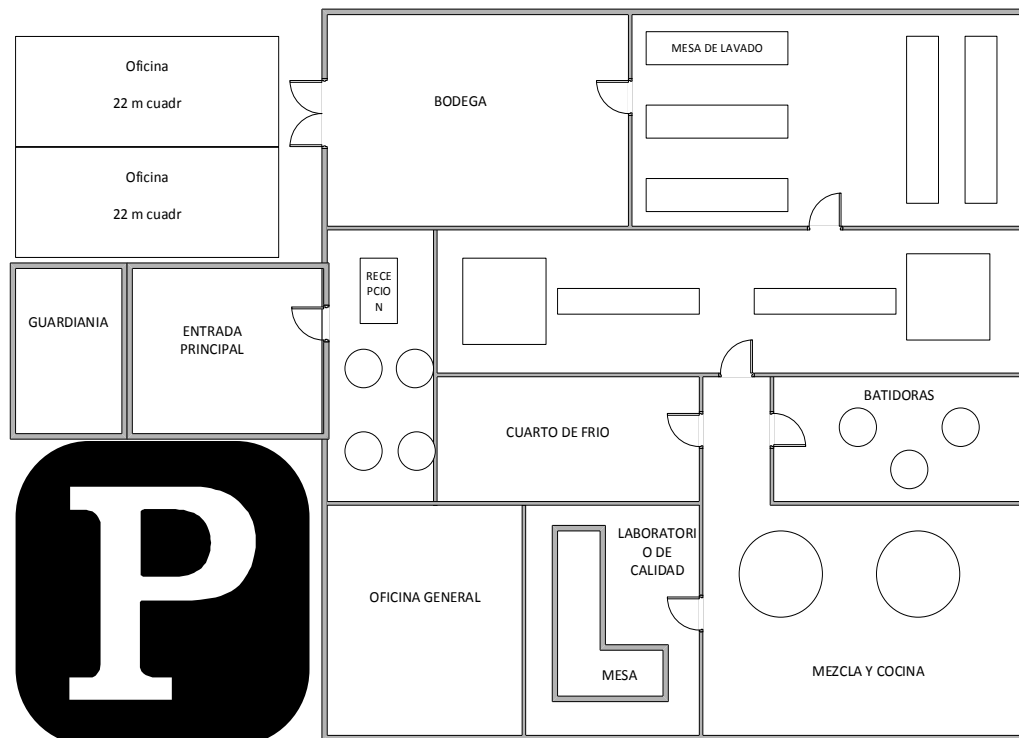 Oficina
22 m cuadr
BODEGA
MESA DE LAVADO
Oficina
22 m cuadr
RECE
PCIO
N
GUARDIANIA
ENTRADA
PRINCIPAL
BATIDORAS
CUARTO DE FRIO
P
LABORATORI
O DE
CALIDAD
OFICINA GENERAL
MESA
MEZCLA Y COCINA